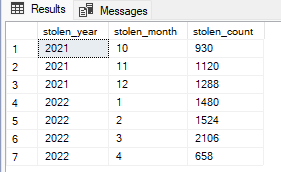 Results Messages
stolen_year stolen_month stolen_count
1 2021 10 930
2 2021 11 1120
3 2021 12 1288
4 2022 1 1480
5 2022 2 1524
6 2022 3 2106
7 2022 4 658